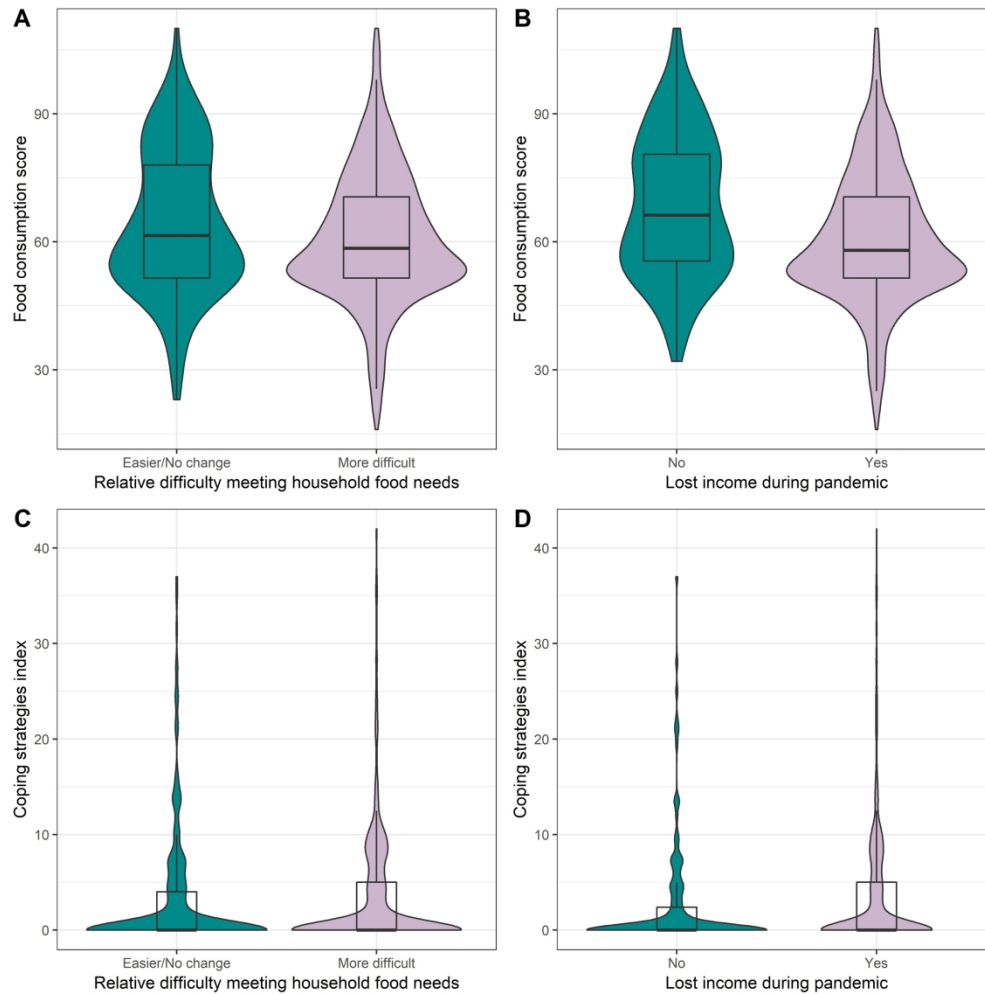 A
Food consumption score
90
60
30
Easier/No change
More difficult
Relative difficulty meeting household food needs
B
Food consumption score
90
60
30
No
Yes
Lost income during pandemic
C
Coping strategies index
40
30
20
10
0
Easier/No change
More difficult
Relative difficulty meeting household food needs
D
Coping strategies index
40
30
20
10
0
No
Yes
Lost income during pandemic